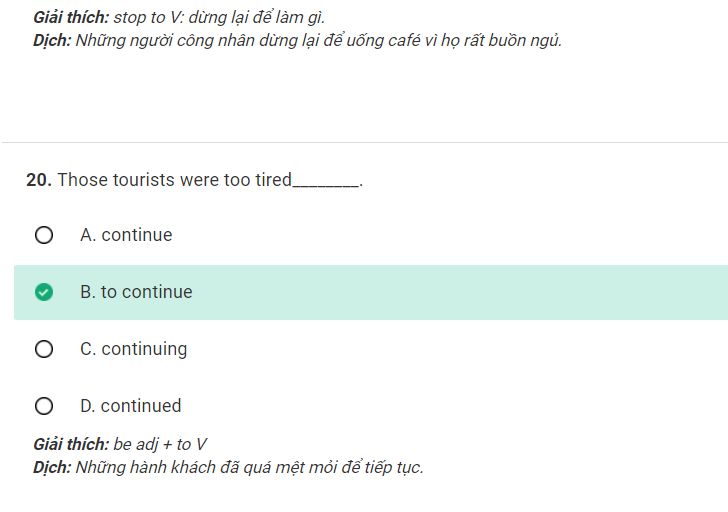 Giải thích: stop to V: dừng lại để làm gì.
Dịch: Những người công nhân dừng lại để uống café vì họ rất buồn ngủ.
20. Those tourists were too tired________.
A. continue
B. to continue
C. continuing
D. continued
Giải thích: be adj + to V
Dịch: Những hành khách đã quá mệt mỏi để tiếp tục.